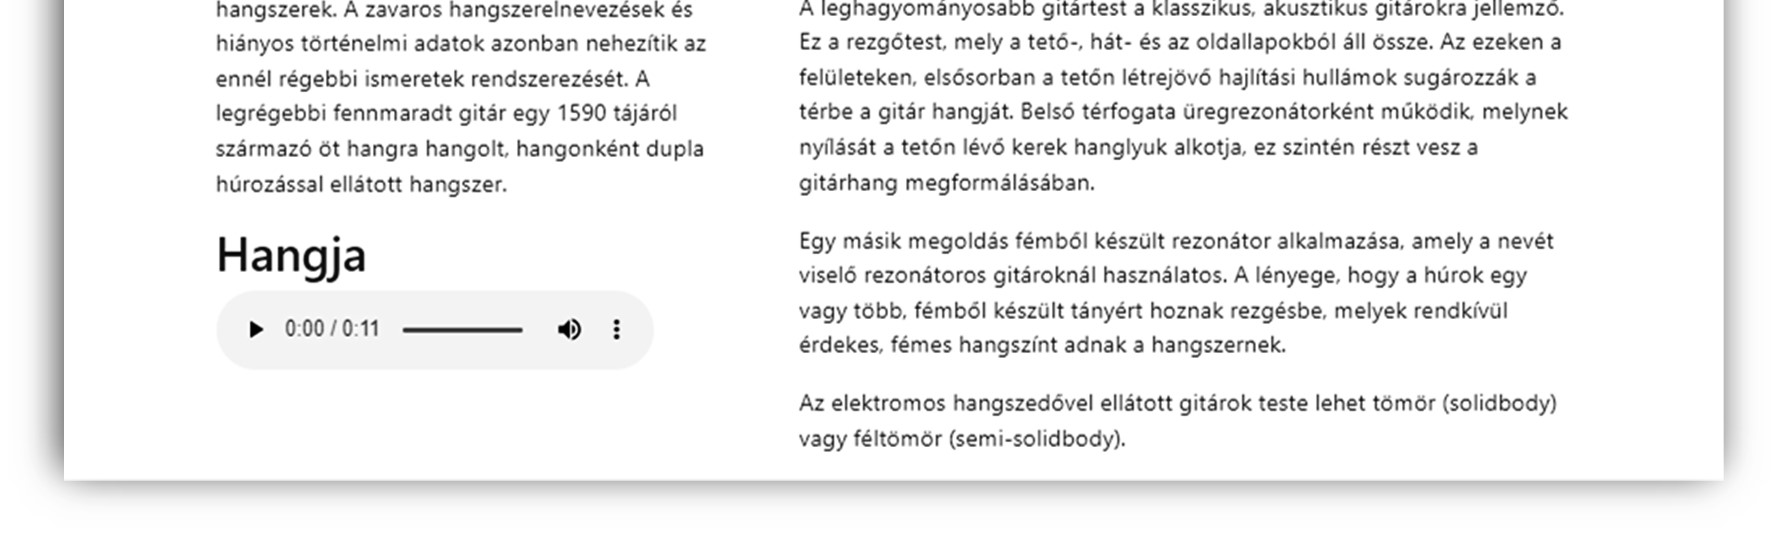 hangszerek. A zavaros hangszerelnevezések és
hiányos történelmi adatok azonban nehezítik az
ennél régebbi ismeretek rendszerezését. A
legrégebbi fennmaradt gitár egy 1590 tájáról
származó öt hangra hangolt, hangonként dupla
húrozással ellátott hangszer.
Hangja
0:00 / 0:11
A leghagyományosabb gitártest a klasszikus, akusztikus gitárokra jellemző.
Ez a rezgőtest, mely a tető-, hát- és az oldallapokból áll össze. Az ezeken a
felületeken, elsősorban a tetőn létrejövő hajlítási hullámok sugározzák a
térbe a gitár hangját. Belső térfogata üregrezonátorként működik, melynek
nyílását a tetőn lévő kerek hanglyuk alkotja, ez szintén részt vesz a
gitárhang megformálásában.
Egy másik megoldás fémből készült rezonátor alkalmazása, amely a nevét
viselő rezonátoros gitároknál használatos. A lényege, hogy a húrok egy
vagy több, fémből készült tányért hoznak rezgésbe, melyek rendkívül
érdekes, fémes hangszínt adnak a hangszernek.
Az elektromos hangszedővel ellátott gitárok teste lehet tömör (solidbody)
vagy féltömör (semi-solidbody).